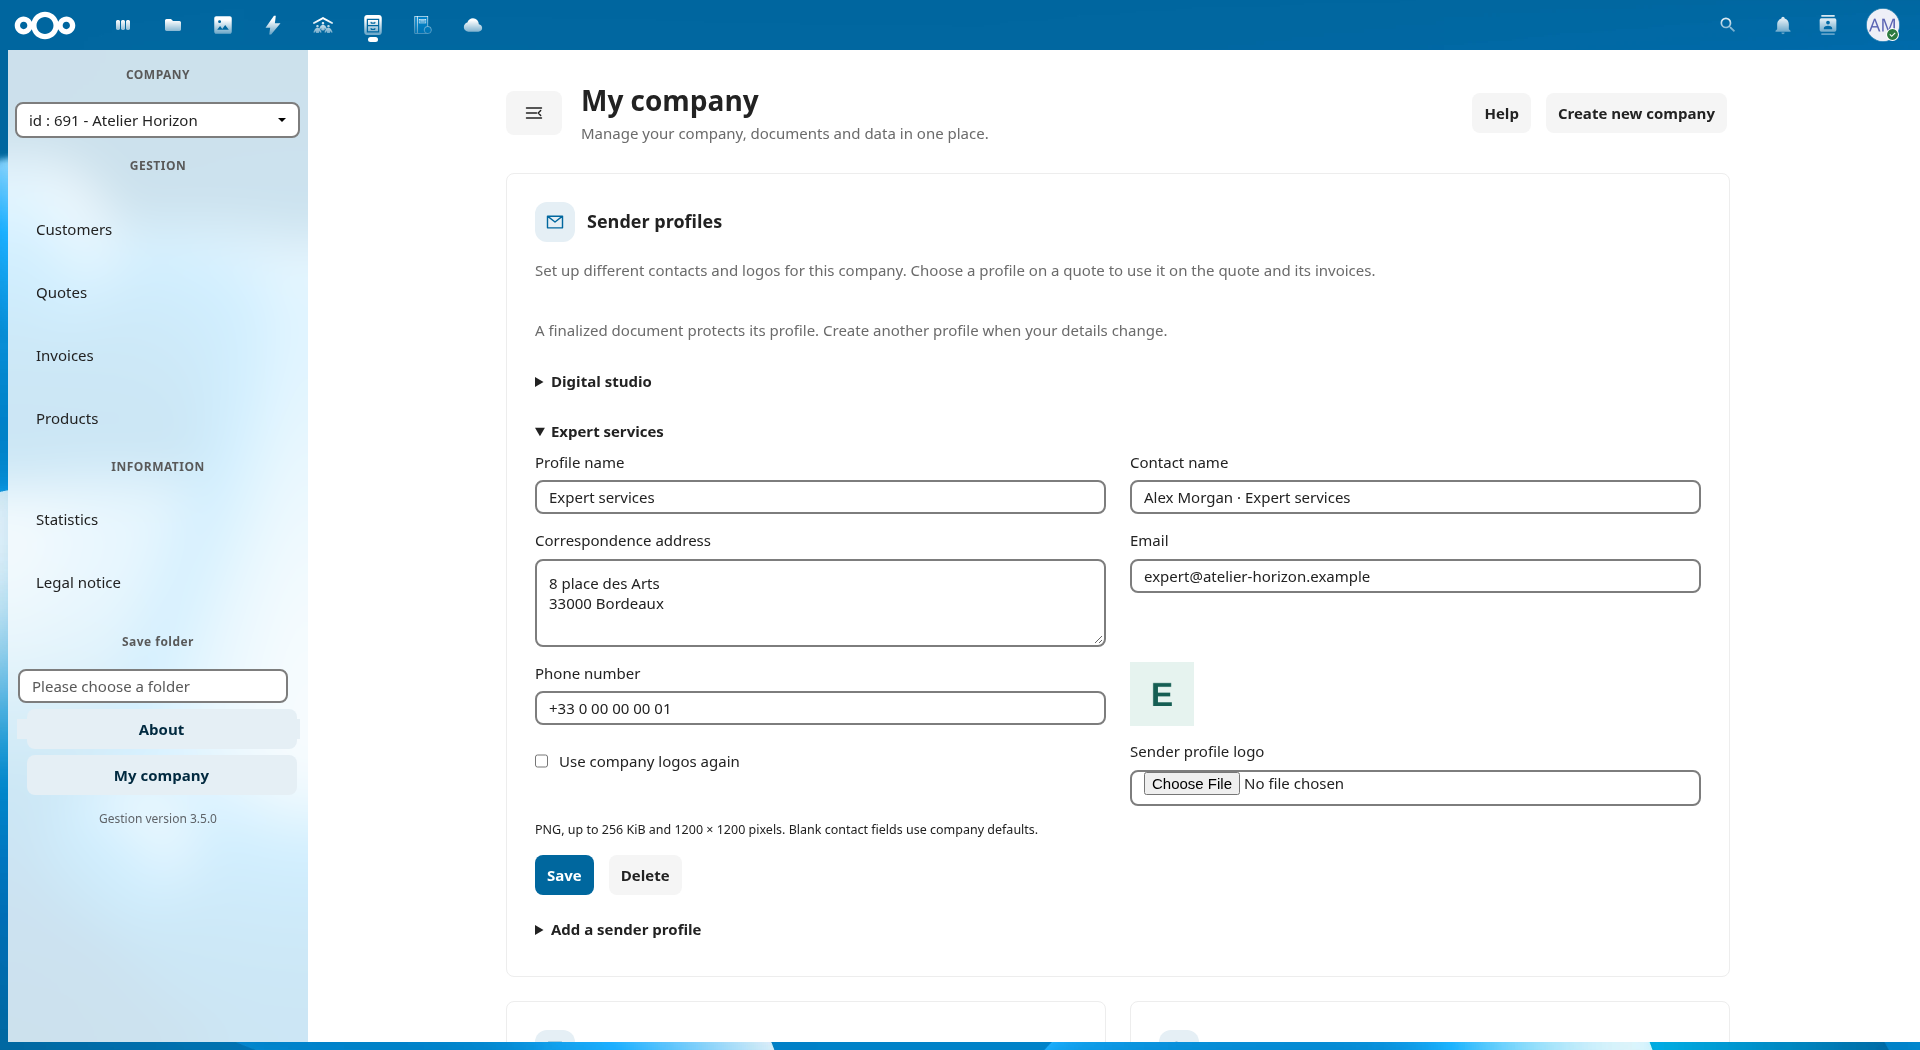 AM
COMPANY
id : 691 - Atelier Horizon
GESTION
Customers
Quotes
Invoices
Products
INFORMATION
Statistics
Legal notice
Save folder
Please choose a folder
About
My company
Gestion version 3.5.0
My company
Manage your company, documents and data in one place.
Help
Create new company
Sender profiles
Set up different contacts and logos for this company. Choose a profile on a quote to use it on the quote and its invoices.
A finalized document protects its profile. Create another profile when your details change.
Digital studio
Expert services
Profile name
Expert services
Contact name
Alex Morgan · Expert services
Correspondence address
8 place des Arts
33000 Bordeaux
Email
expert@atelier-horizon.example
Phone number
+33 0 00 00 00 01
E
Use company logos again
Sender profile logo
Choose File No file chosen
PNG, up to 256 KiB and 1200 × 1200 pixels. Blank contact fields use company defaults.
Save
Delete
Add a sender profile